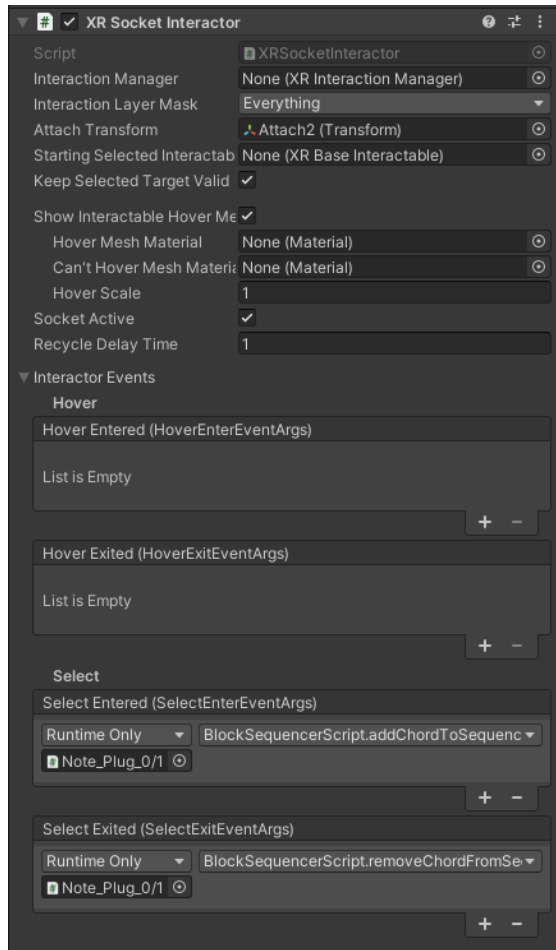 # XR Socket Interactor
Script XRSocketInteractor
Interaction Manager None (XR Interaction Manager)
Interaction Layer Mask Everything
Attach Transform Attach2 (Transform)
Starting Selected Interactab None (XR Base Interactable)
Keep Selected Target Valid
Show Interactable Hover Me
Hover Mesh Material None (Material)
Can't Hover Mesh Materia None (Material)
Hover Scale 1
Socket Active
Recycle Delay Time 1
Interactor Events
Hover
Hover Entered (HoverEnterEventArgs)
List is Empty
+ -
Hover Exited (HoverExitEventArgs)
List is Empty
+ -
Select
Select Entered (SelectEnterEventArgs)
Runtime Only BlockSequencerScript.addChordToSequenc
# Note_Plug_0/1
+ -
Select Exited (SelectExitEventArgs)
Runtime Only BlockSequencerScript.removeChordFromSe
# Note_Plug_0/1
+ -